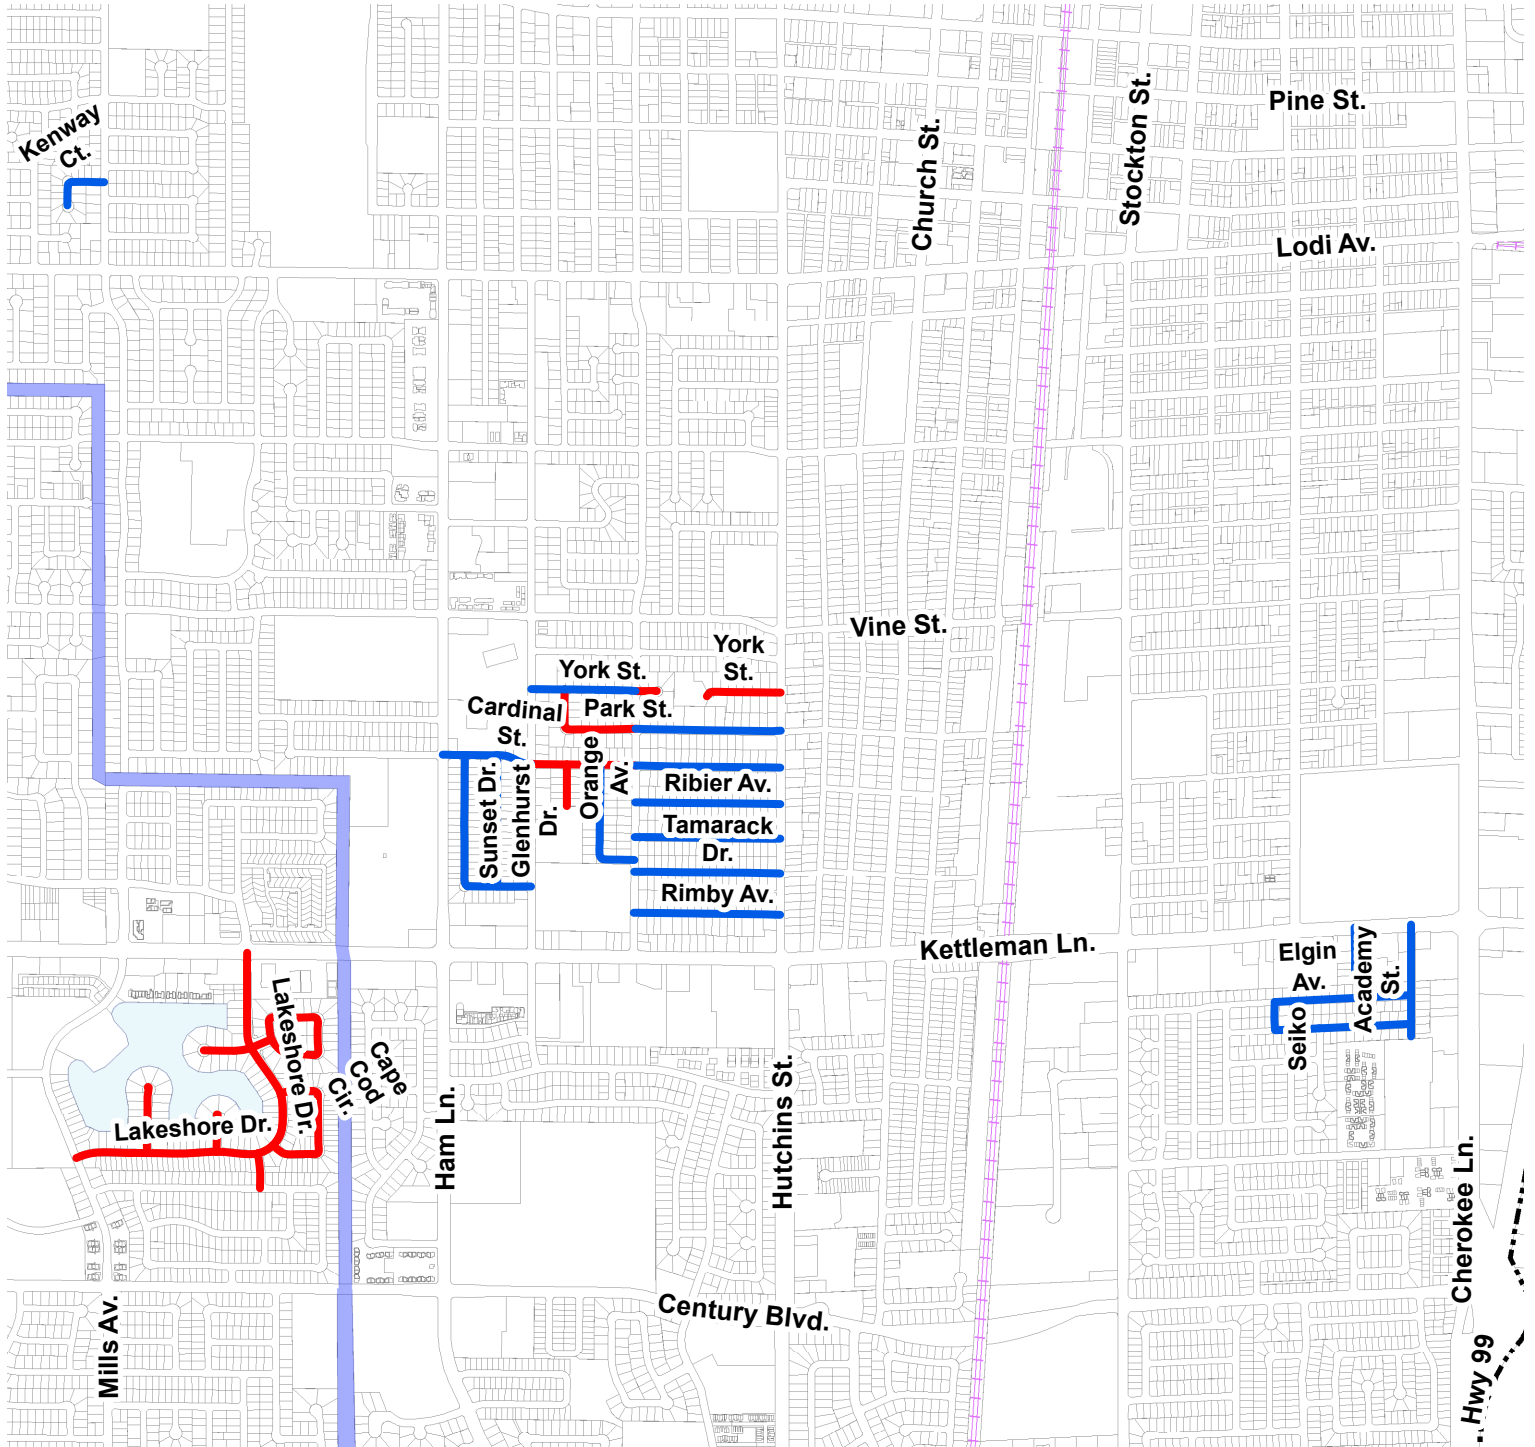 Pine St.
Stockton St.
Kenway
Ct.
Church St.
Lodi Av.
Vine St.
York
St.
York St.
Cardinal
St.
Park St.
Orange
Av.
Sunset Dr.
Glenhurst
Dr.
Ribier Av.
Tamarack
Dr.
Rimby Av.
Kettleman Ln.
Elgin
Av.
Academy
St.
Seiko
Lakeshore Dr.
Cape
Cod
Cir.
Lakeshore Dr.
Ham Ln.
Hutchins St.
Cherokee Ln.
Century Blvd.
Mills Av.
Hwy 99